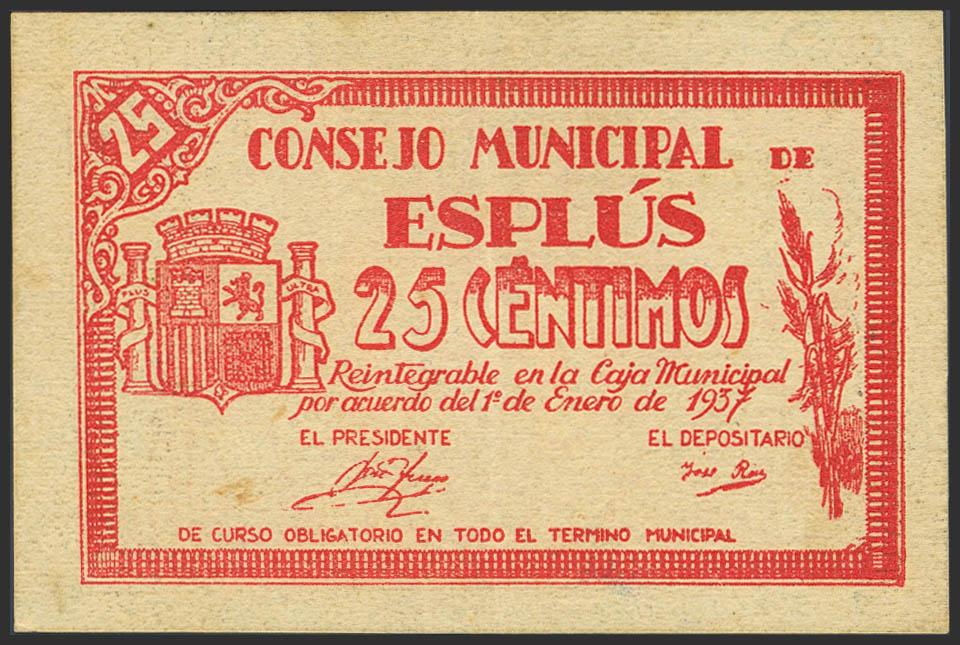 25
CONSEJO MUNICIPAL DE
ESPLÚS
25 CÉNTIMOS
PLUS ULTRA
Reintegrable en la Caja Municipal
por acuerdo del 1º de Enero de 1937
EL PRESIDENTE EL DEPOSITARIO
José
DE CURSO OBLIGATORIO EN TODO EL TERMINO MUNICIPAL